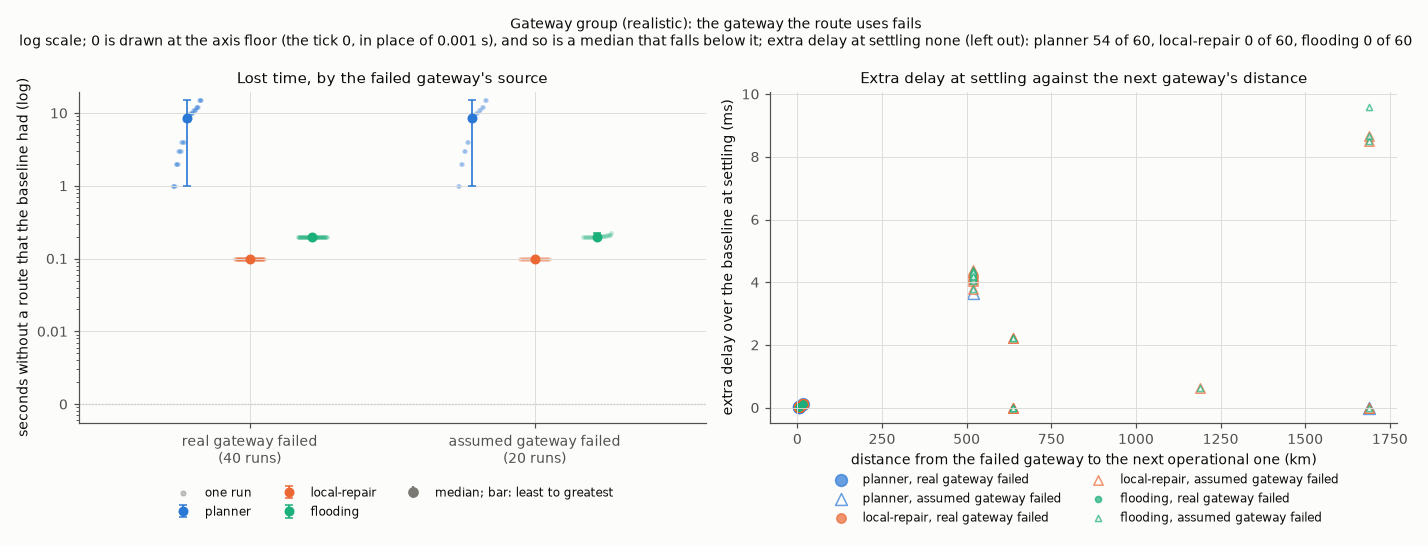 Gateway group (realistic): the gateway the route uses fails
log scale; 0 is drawn at the axis floor (the tick 0, in place of 0.001 s), and so is a median that falls below it; extra delay at settling none (left out): planner 54 of 60, local-repair 0 of 60, flooding 0 of 60
Lost time, by the failed gateway's source
seconds without a route that the baseline had (log)
10
1
0.1
0.01
0
real gateway failed
(40 runs)
assumed gateway failed
(20 runs)
one run
planner
local-repair
flooding
median; bar: least to greatest
Extra delay at settling against the next gateway's distance
extra delay over the baseline at settling (ms)
10
8
6
4
2
0
0 250 500 750 1000 1250 1500 1750
distance from the failed gateway to the next operational one (km)
planner, real gateway failed
planner, assumed gateway failed
local-repair, real gateway failed
local-repair, assumed gateway failed
flooding, real gateway failed
flooding, assumed gateway failed